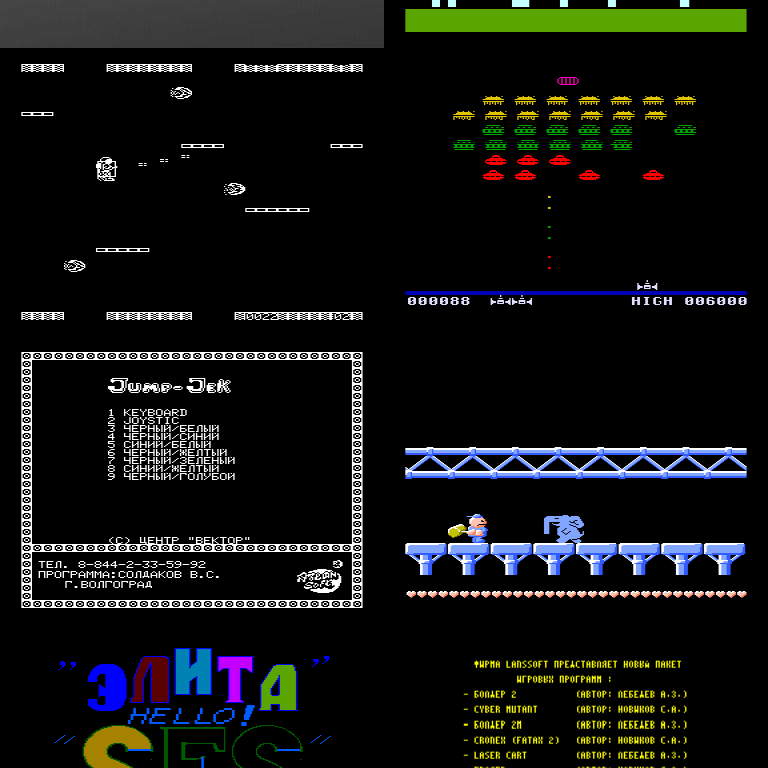 0022
02
000088
HIGH 006000
Jump-Jek
1 KEYBOARD
2 JOYSTIC
3 ЧЕРНЫЙ/БЕЛЫЙ
4 ЧЕРНЫЙ/СИНИЙ
5 СИНИЙ/БЕЛЫЙ
6 ЧЕРНЫЙ/ЖЕЛТЫЙ
7 ЧЕРНЫЙ/ЗЕЛЕНЫЙ
8 СИНИЙ/ЖЕЛТЫЙ
9 ЧЕРНЫЙ/ГОЛУБОЙ
(C) ЦЕНТР "ВЕКТОР"
ТЕЛ. 8-844-2-33-59-92
ПРОГРАММА:СОЛДАКОВ В.С.
Г.ВОЛГОГРАД
"ЭЛИТА"
HELLO!
ФИРМА LANSSOFT ПРЕДСТАВЛЯЕТ НОВЫЙ ПАКЕТ
ИГРОВЫХ ПРОГРАММ :
- БОЛДЕР 2 (АВТОР: ЛЕБЕДЕВ А.З.)
- CYBER MUTANT (АВТОР: НОВИКОВ С.А.)
- БОЛДЕР 2М (АВТОР: ЛЕБЕДЕВ А.З.)
- CRONEX (FATAX 2) (АВТОР: НОВИКОВ С.А.)
- LASER CART (АВТОР: ЛЕБЕДЕВ А.З.)